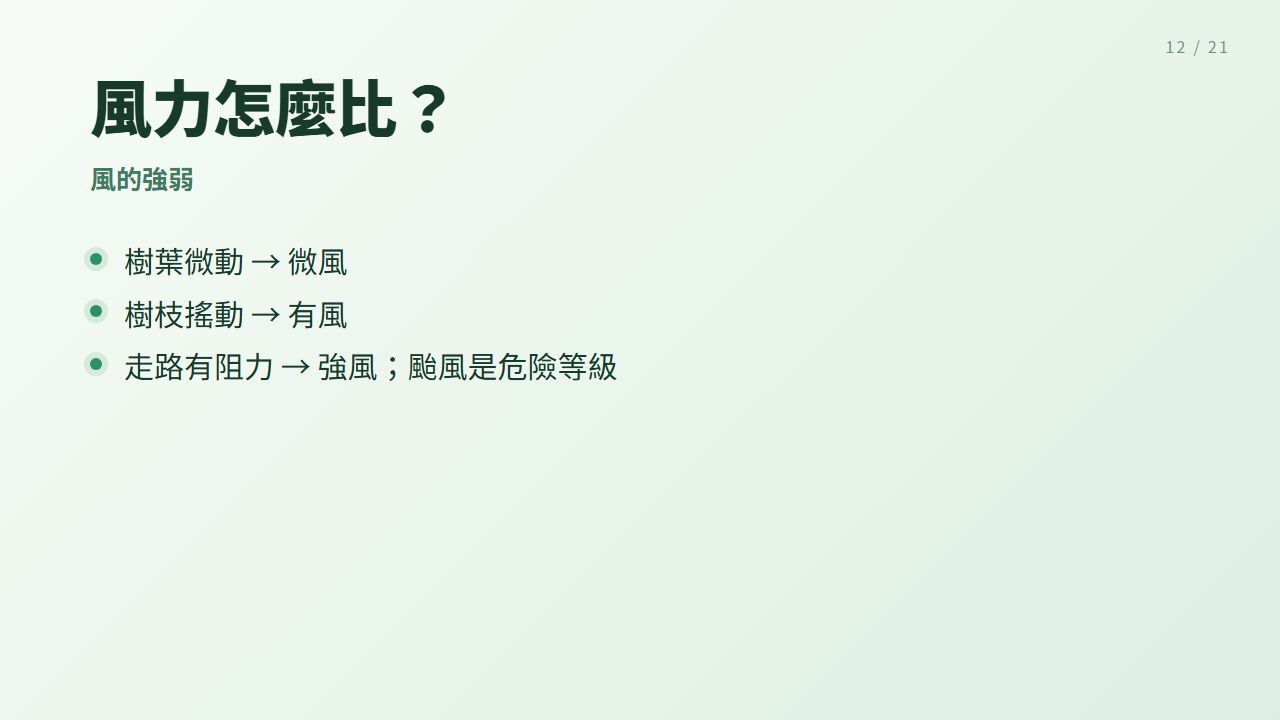 12 / 21
風力怎麼比？
風的強弱
樹葉微動 → 微風
樹枝搖動 → 有風
走路有阻力 → 強風；颱風是危險等級